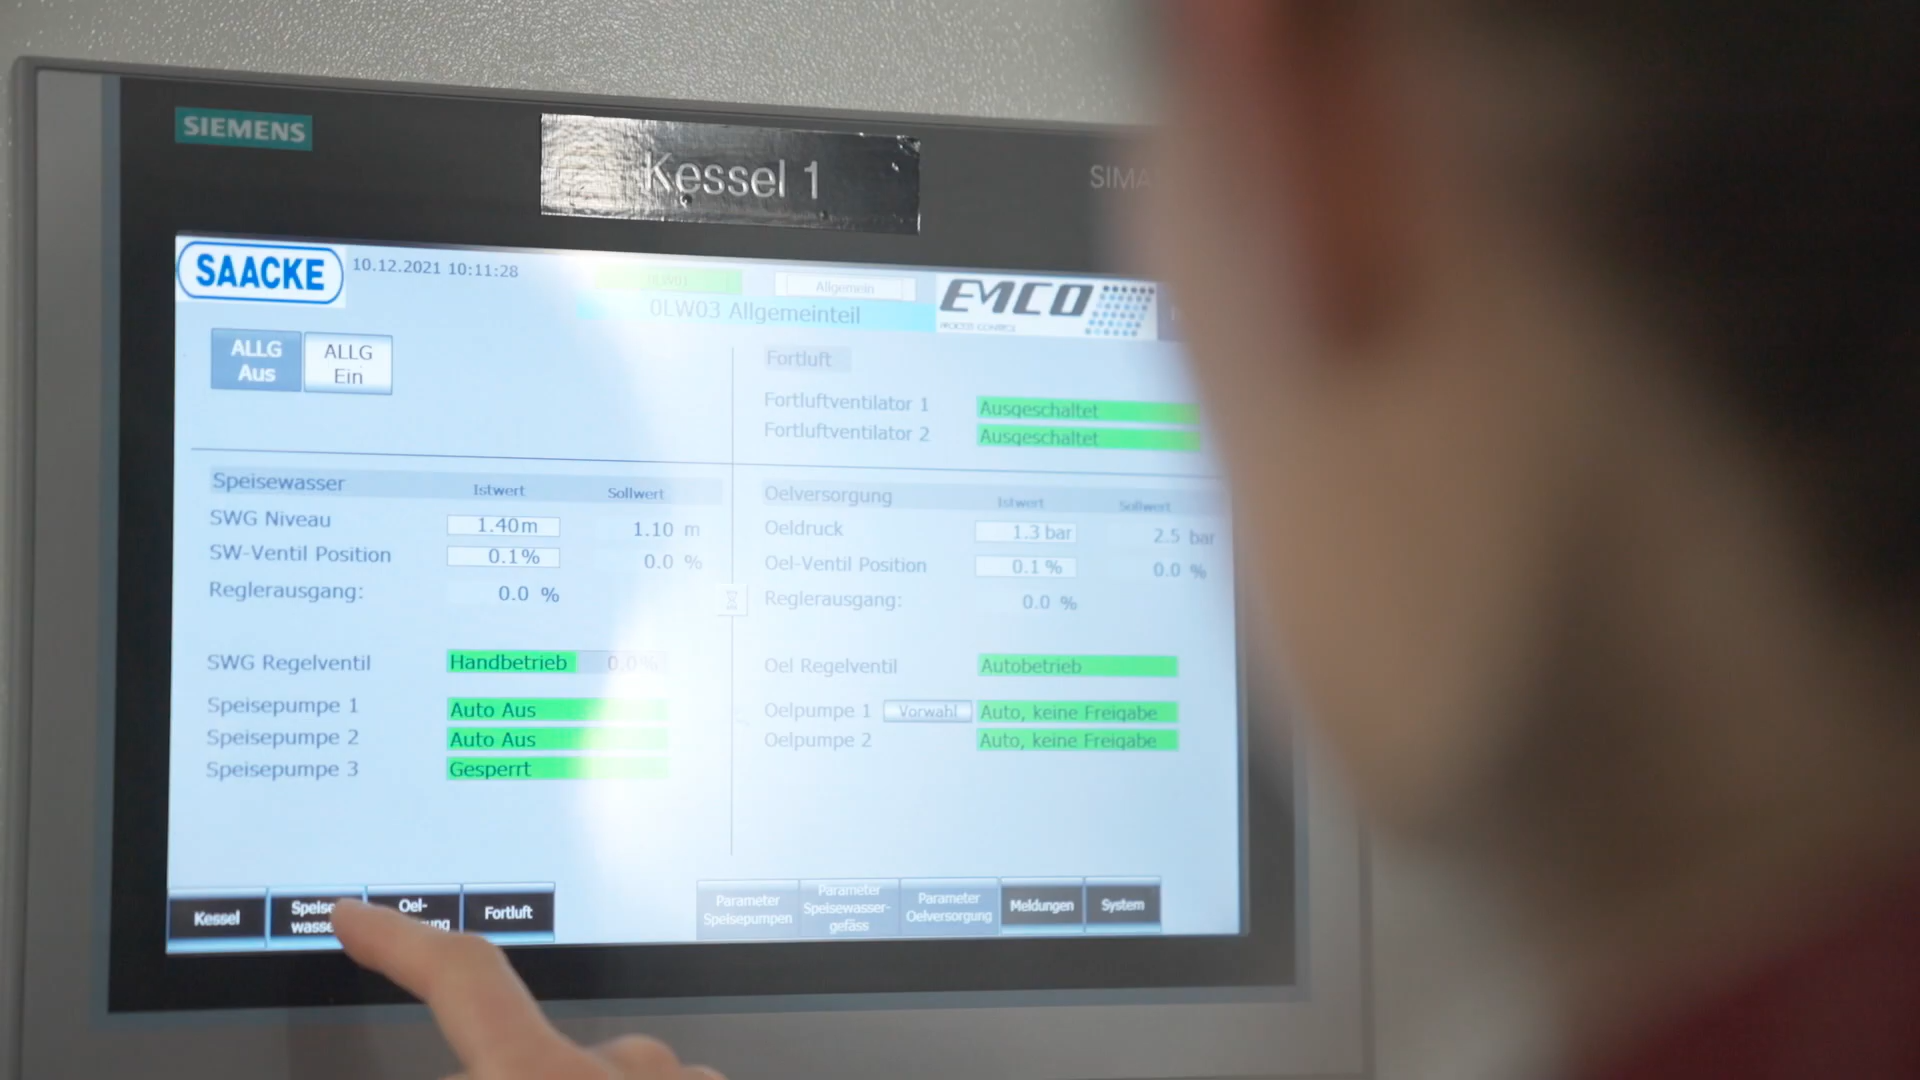 SIEMENS
Kessel 1
SIMA
SAACKE
10.12.2021 10:11:28
Allgemein
0LW03 Allgemeinteil
EMCO
PROCESS CONTROL
ALLG
Aus
ALLG
Ein
Fortluft
Fortluftventilator 1 Ausgeschaltet
Fortluftventilator 2 Ausgeschaltet
Speisewasser Istwert Sollwert
SWG Niveau 1.40m 1.10 m
SW-Ventil Position 0.1% 0.0 %
Reglerausgang: 0.0 %
SWG Regelventil Handbetrieb 0.0%
Speisepumpe 1 Auto Aus
Speisepumpe 2 Auto Aus
Speisepumpe 3 Gesperrt
Oelversorgung Istwert Sollwert
Oeldruck 1.3 bar 2.5 bar
Oel-Ventil Position 0.1 % 0.0 %
Reglerausgang: 0.0 %
Oel Regelventil Autobetrieb
Oelpumpe 1 Vorwahl Auto, keine Freigabe
Oelpumpe 2 Auto, keine Freigabe
Kessel
Speise
wasse
Oel-
ung
Fortluft
Parameter
Speisepumpen
Parameter
Speisewasser-
gefäss
Parameter
Oelversorgung
Meldungen
System